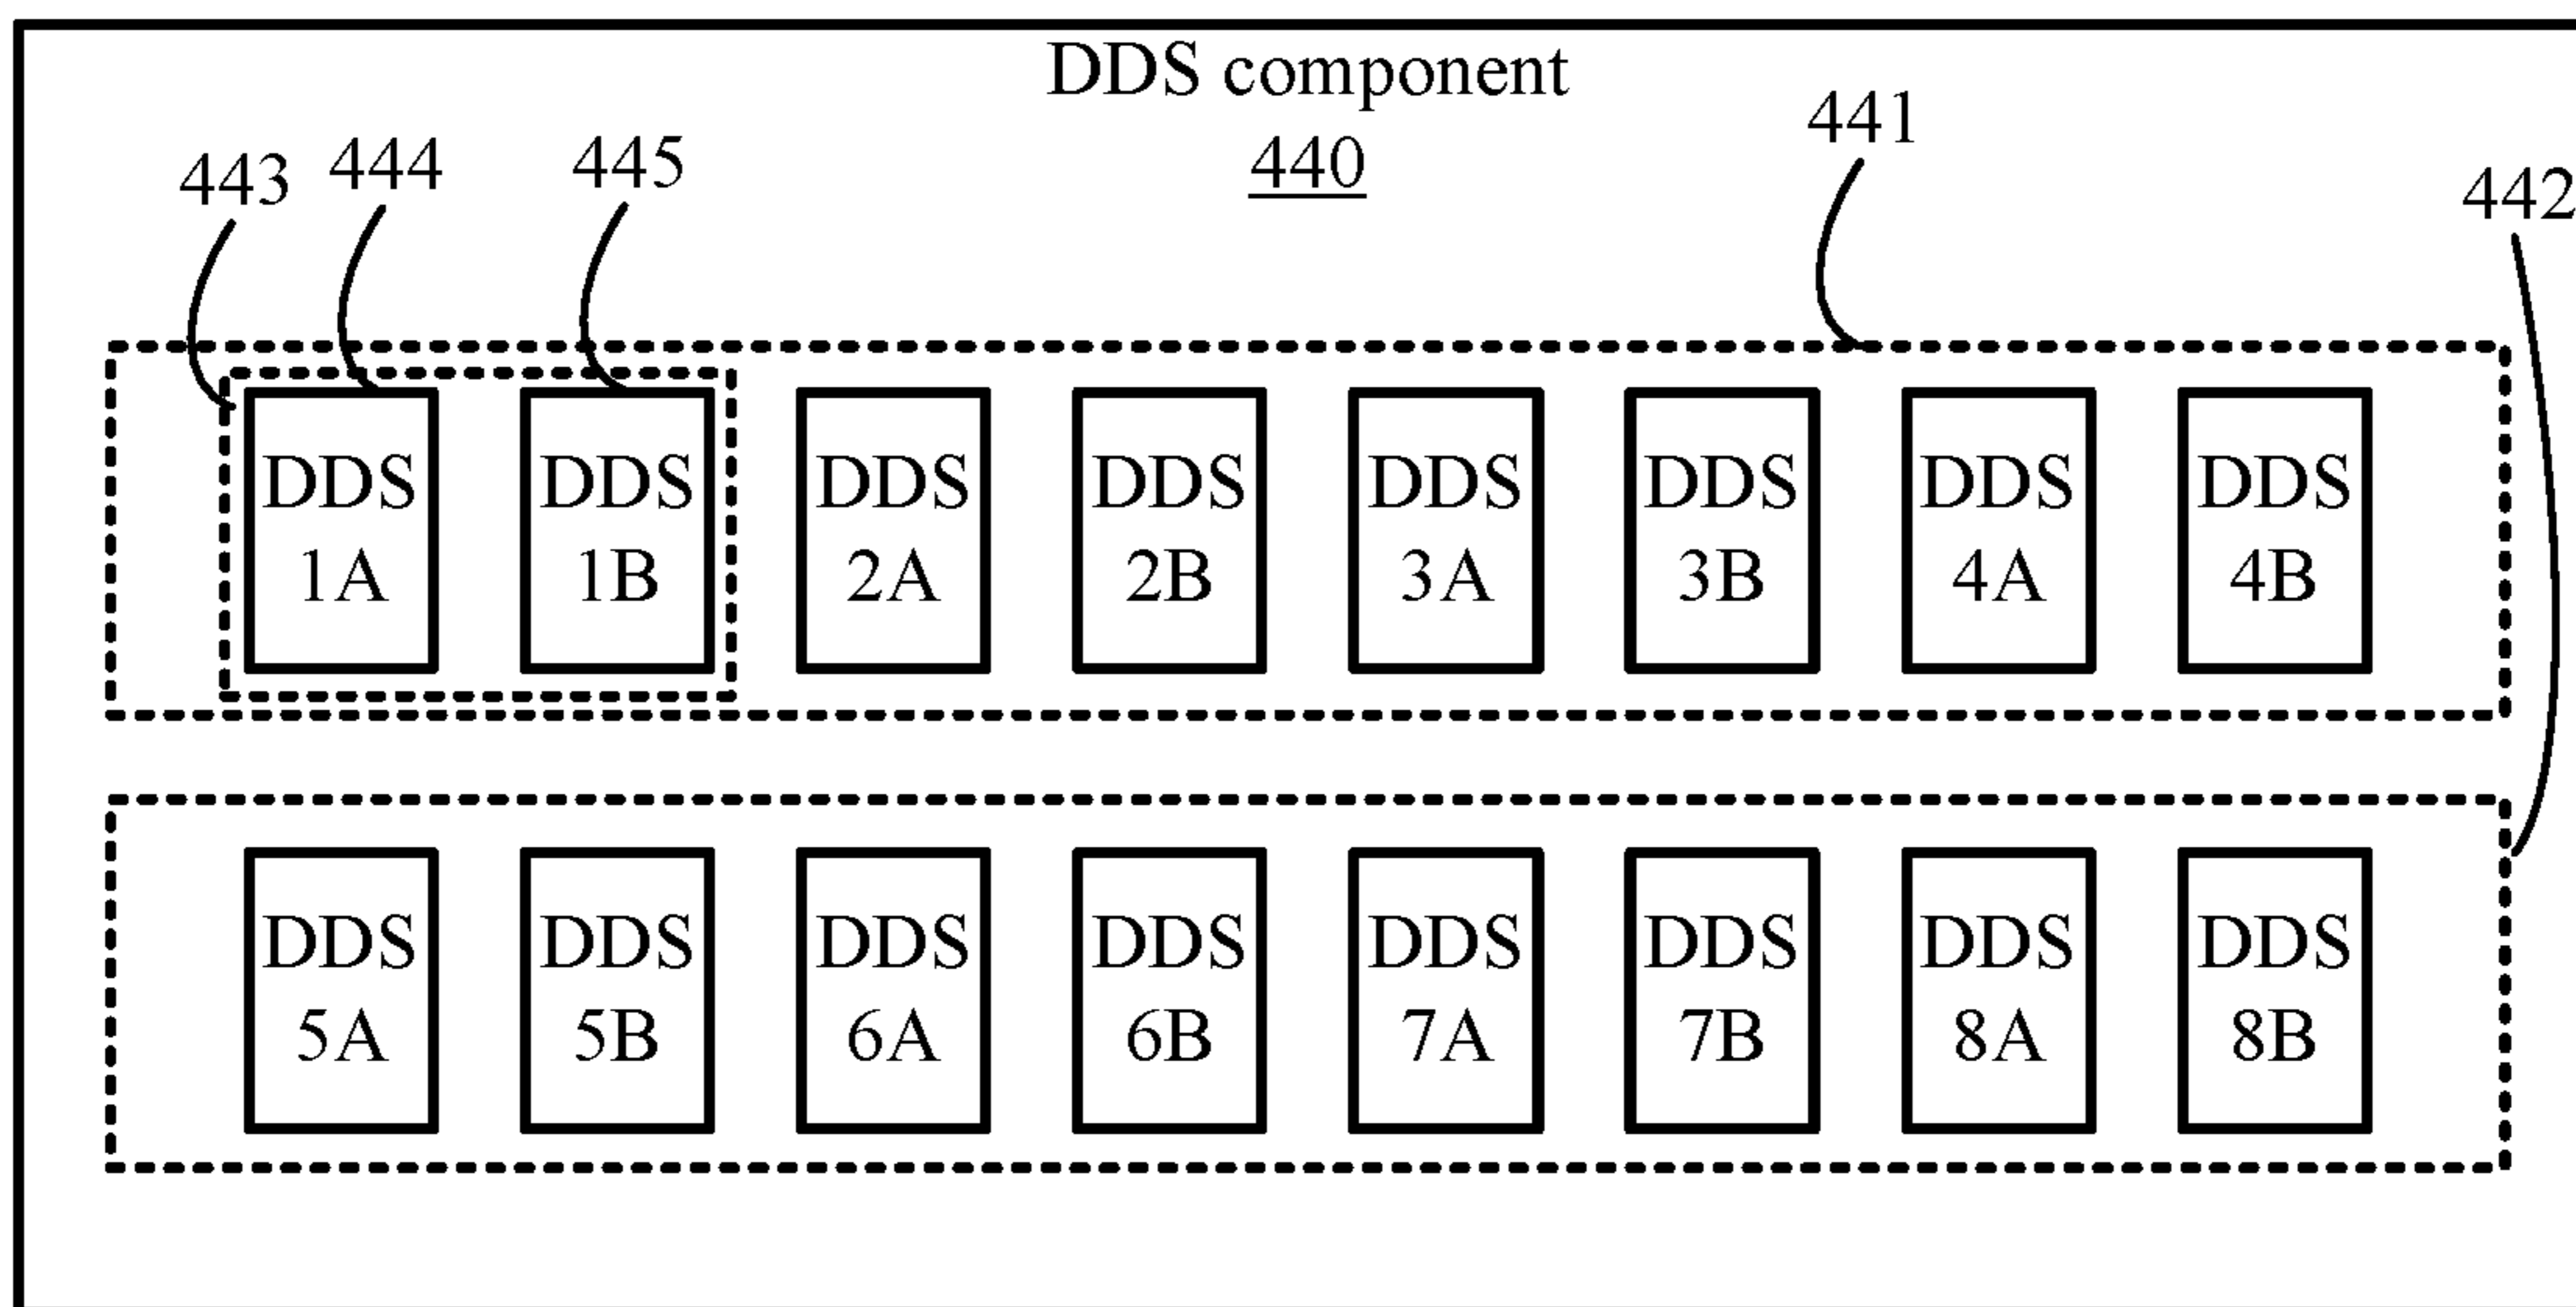 DDS component
440
441
442
443
444
445
DDS DDS DDS DDS DDS DDS DDS DDS
1A 1B 2A 2B 3A 3B 4A 4B
DDS DDS DDS DDS DDS DDS DDS DDS
5A 5B 6A 6B 7A 7B 8A 8B